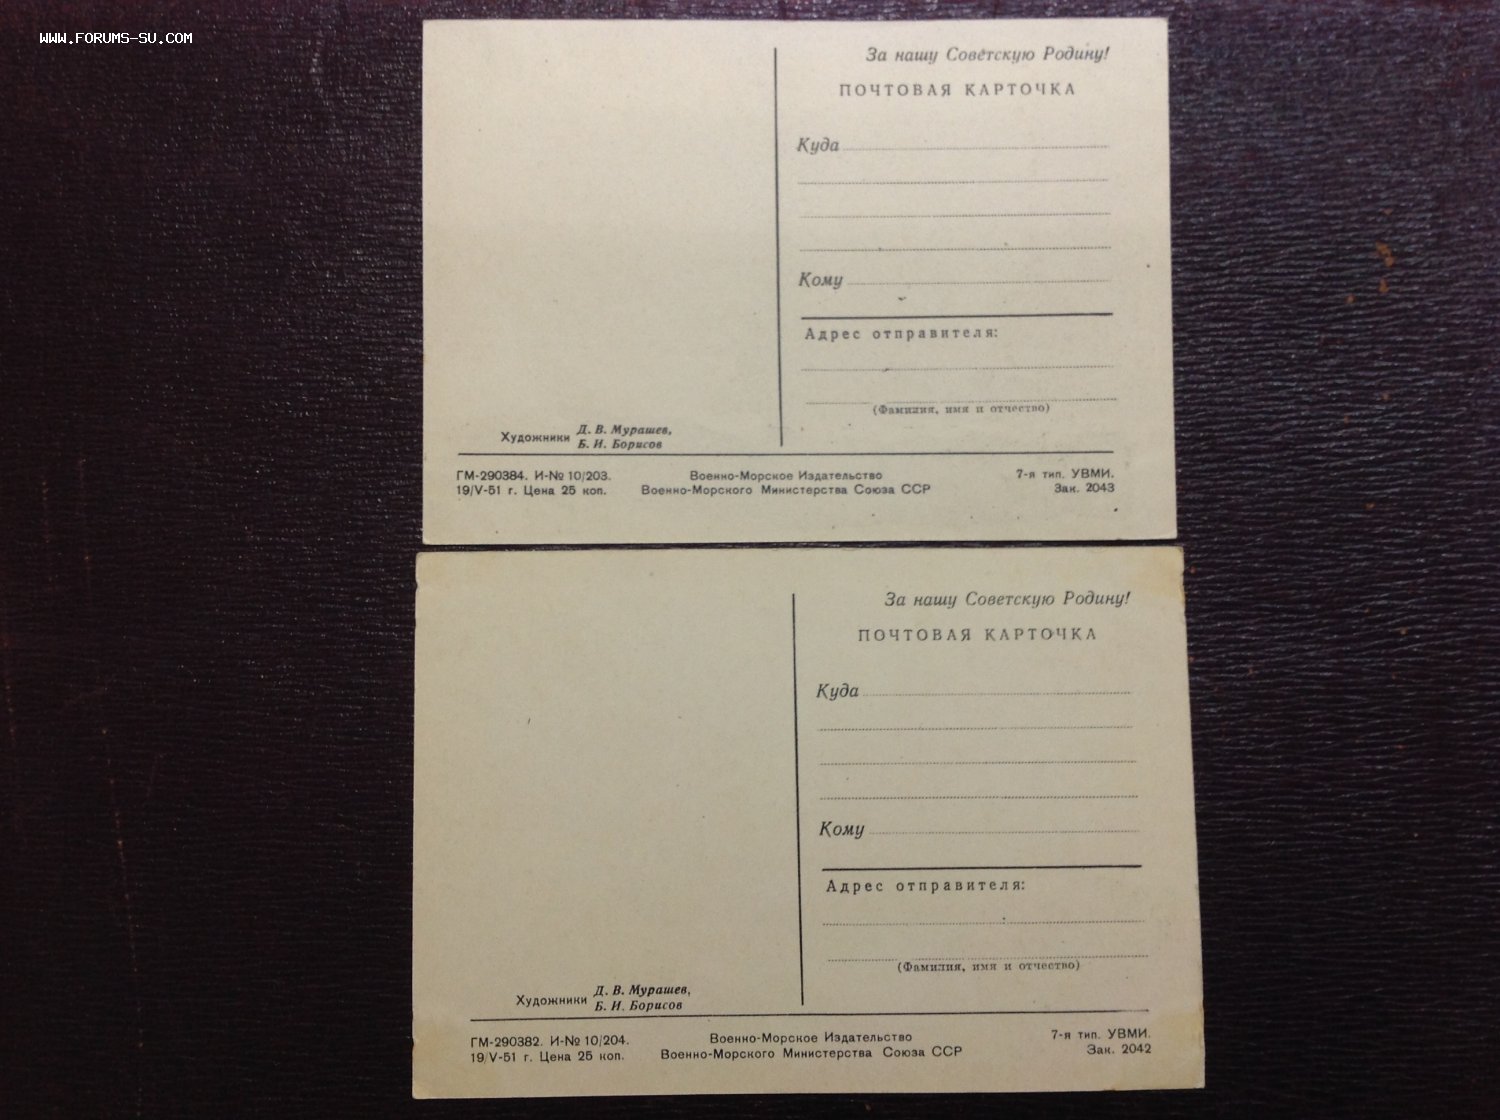 WWW.FORUMS-SU.COM
За нашу Советскую Родину!
ПОЧТОВАЯ КАРТОЧКА
Куда
Кому
Адрес отправителя:
(Фамилия, имя и отчество)
Художники Д. В. Мурашев,
Б. И. Борисов
ГМ-290384. И-№ 10/203. Военно-Морское Издательство 7-я тип. УВМИ.
19/V-51 г. Цена 25 коп. Военно-Морского Министерства Союза ССР Зак. 2043
За нашу Советскую Родину!
ПОЧТОВАЯ КАРТОЧКА
Куда
Кому
Адрес отправителя:
(Фамилия, имя и отчество)
Художники Д. В. Мурашев,
Б. И. Борисов
ГМ-290382. И-№ 10/204. Военно-Морское Издательство 7-я тип. УВМИ.
19/V-51 г. Цена 25 коп. Военно-Морского Министерства Союза ССР Зак. 2042